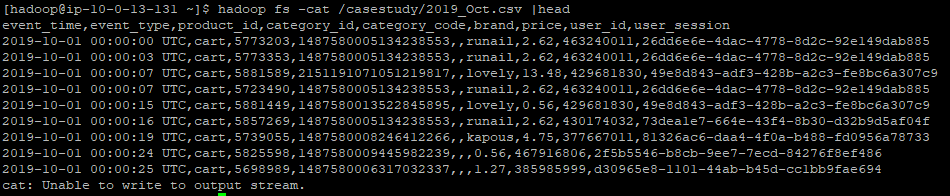 [hadoop@ip-10-0-13-131 ~]$ hadoop fs -cat /casestudy/2019_Oct.csv |head
event_time,event_type,product_id,category_id,category_code,brand,price,user_id,user_session
2019-10-01 00:00:00 UTC,cart,5773203,1487580005134238553,,runail,2.62,463240011,26dd6e6e-4dac-4778-8d2c-92e149dab885
2019-10-01 00:00:03 UTC,cart,5773353,1487580005134238553,,runail,2.62,463240011,26dd6e6e-4dac-4778-8d2c-92e149dab885
2019-10-01 00:00:07 UTC,cart,5881589,2151191071051219817,,lovely,13.48,429681830,49e8d843-adf3-428b-a2c3-fe8bc6a307c9
2019-10-01 00:00:07 UTC,cart,5723490,1487580005134238553,,runail,2.62,463240011,26dd6e6e-4dac-4778-8d2c-92e149dab885
2019-10-01 00:00:15 UTC,cart,5881449,1487580013522845895,,lovely,0.56,429681830,49e8d843-adf3-428b-a2c3-fe8bc6a307c9
2019-10-01 00:00:16 UTC,cart,5857269,1487580005134238553,,runail,2.62,430174032,73deale7-664e-43f4-8b30-d32b9d5af04f
2019-10-01 00:00:19 UTC,cart,5739055,1487580008246412266,,kapous,4.75,377667011,81326ac6-daa4-4f0a-b488-fd0956a78733
2019-10-01 00:00:24 UTC,cart,5825598,1487580009445982239,,,0.56,467916806,2f5b5546-b8cb-9ee7-7ecd-84276f8ef486
2019-10-01 00:00:25 UTC,cart,5698989,1487580006317032337,,,1.27,385985999,d30965e8-1101-44ab-b45d-cc1bb9fae694
cat: Unable to write to output stream.